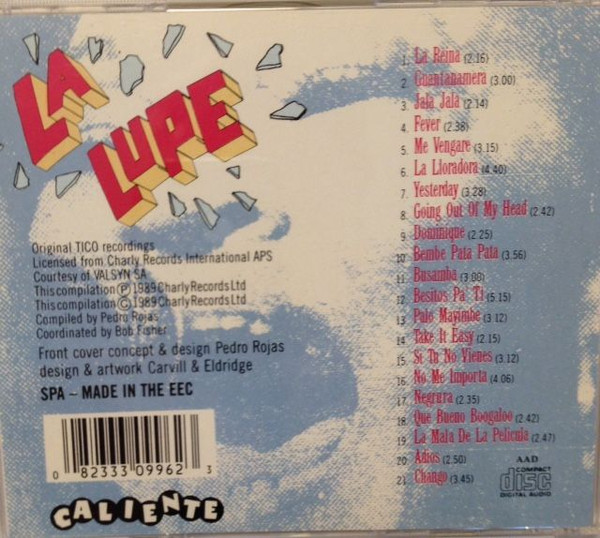 LA
LUPE
Original TICO recordings
Licensed from Charly Records International APS
Courtesy of VALSYN SA
This compilation Ⓟ 1989 Charly Records Ltd
This compilation © 1989 Charly Records Ltd
Compiled by Pedro Rojas
Coordinated by Bob Fisher
Front cover concept & design Pedro Rojas
design & artwork Carvill & Eldridge
SPA ~ MADE IN THE EEC
0 82333 09962 3
CALIENTE
1. La Reina (2.16)
2. Guantanamera (3.00)
3. Jala Jala (2.14)
4. Fever (2.38)
5. Me Vengare (3.15)
6. La Lloradora (4.40)
7. Yesterday (3.28)
8. Going Out Of My Head (2.42)
9. Dominique (2.25)
10. Bembe Pata Pata (3.56)
11. Busamba (3.00)
12. Besitos Pa' Ti (5.15)
13. Palo Mayimbe (3.12)
14. Take It Easy (2.15)
15. Si Tu No Vienes (3.12)
16. No Me Importa (4.06)
17. Negrura (2.35)
18. Que Bueno Boogaloo (2.42)
19. La Mala De La Pelicula (2.47)
20. Adios (2.50)
21. Chango (3.45)
AAD
COMPACT
disc
DIGITAL AUDIO